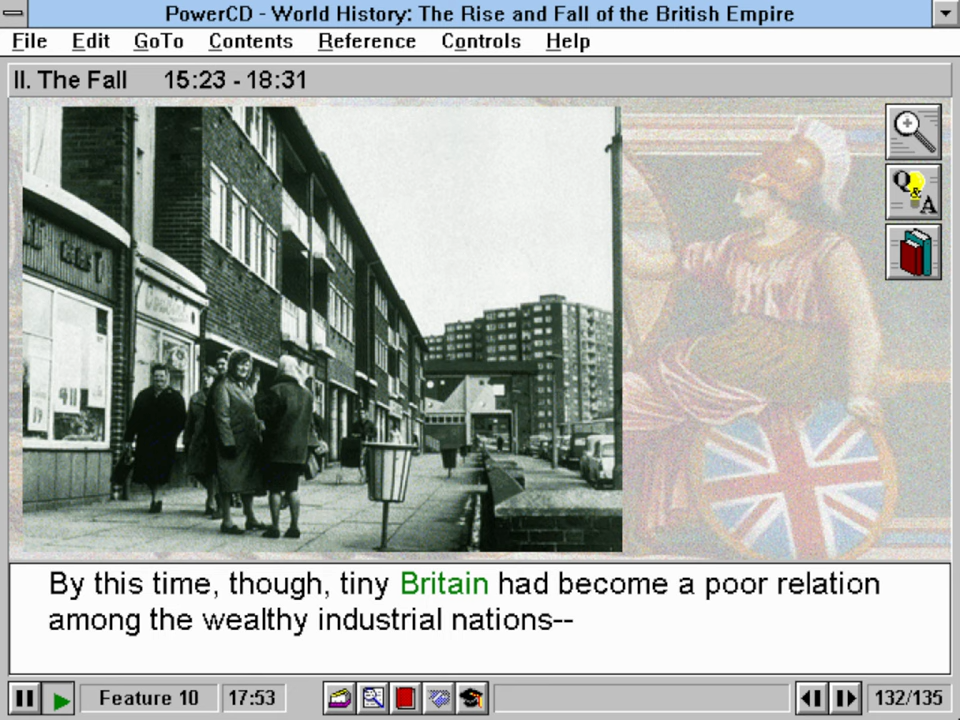 PowerCD - World History: The Rise and Fall of the British Empire
File Edit GoTo Contents Reference Controls Help
II. The Fall 15:23 - 18:31
Q
&
A
By this time, though, tiny Britain had become a poor relation
among the wealthy industrial nations--
Feature 10 17:53 132/135